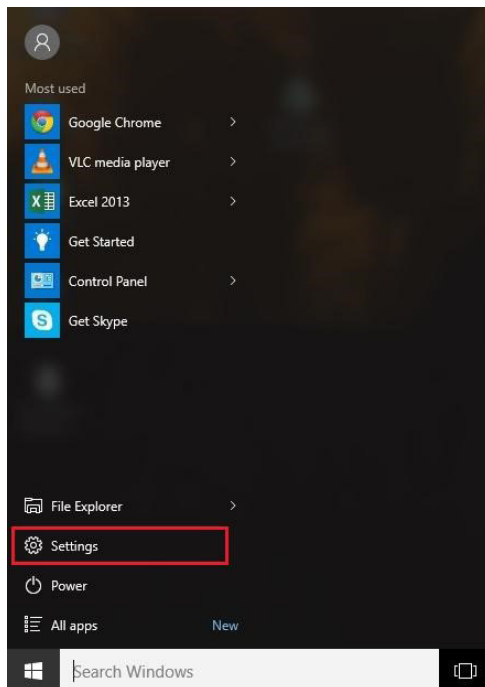 Most used
Google Chrome
VLC media player
Excel 2013
Get Started
Control Panel
Get Skype
File Explorer
Settings
Power
All apps New
Search Windows